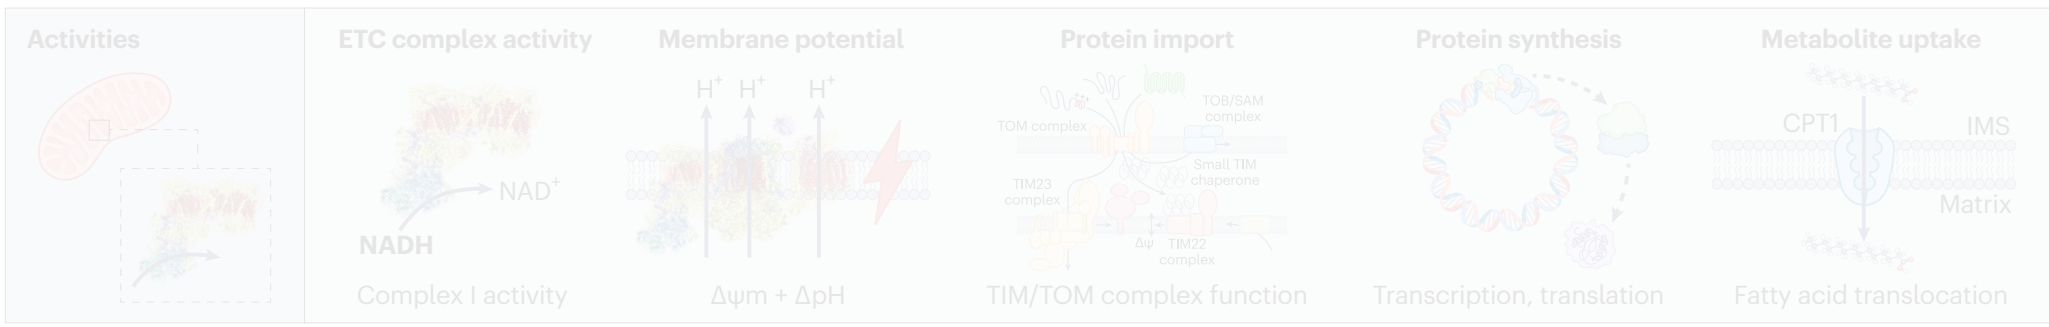 Activities
ETC complex activity
NAD⁺
NADH
Complex I activity
Membrane potential
H⁺ H⁺ H⁺
Δψm + ΔpH
Protein import
TOM complex
TOB/SAM
complex
Small TIM
chaperone
TIM23
complex
Δψ
TIM22
complex
TIM/TOM complex function
Protein synthesis
Transcription, translation
Metabolite uptake
CPT1
IMS
Matrix
Fatty acid translocation